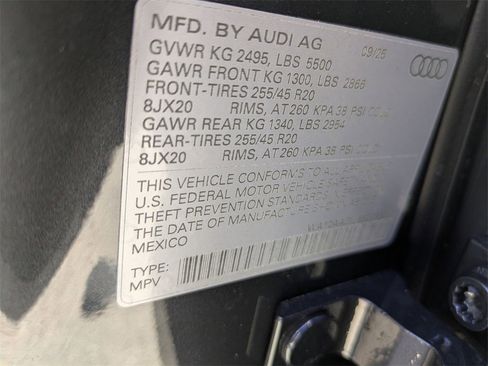 MFD. BY AUDI AG 09/25
GVWR KG 2495, LBS 5500
GAWR FRONT KG 1300, LBS 2866
FRONT-TIRES 255/45 R20
8JX20 RIMS, AT 260 KPA 38 PSI
GAWR REAR KG 1340, LBS 2954
REAR-TIRES 255/45 R20
8JX20 RIMS, AT 260 KPA 38 PSI
THIS VEHICLE CONFORMS TO ALL
U.S. FEDERAL MOTOR VEHICLE
THEFT PREVENTION STANDARD
THE DATE OF MANUFACTURE
MEXICO
TYPE:
MPV